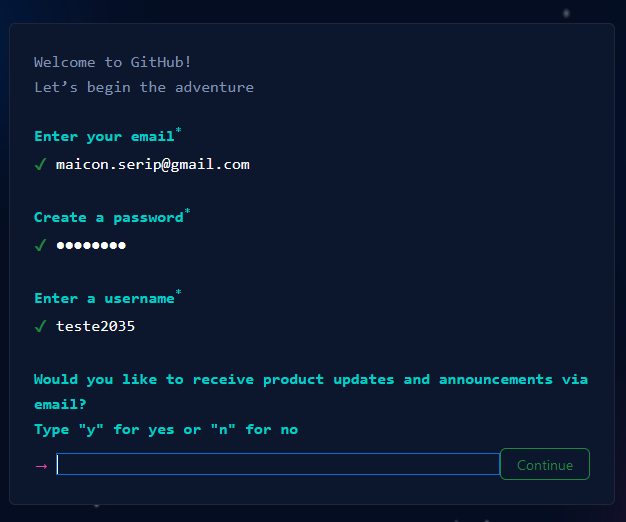 Welcome to GitHub!
Let’s begin the adventure
Enter your email*
✓ maicon.serip@gmail.com
Create a password*
✓ ●●●●●●●●
Enter a username*
✓ teste2035
Would you like to receive product updates and announcements via
email?
Type "y" for yes or "n" for no
→ Continue